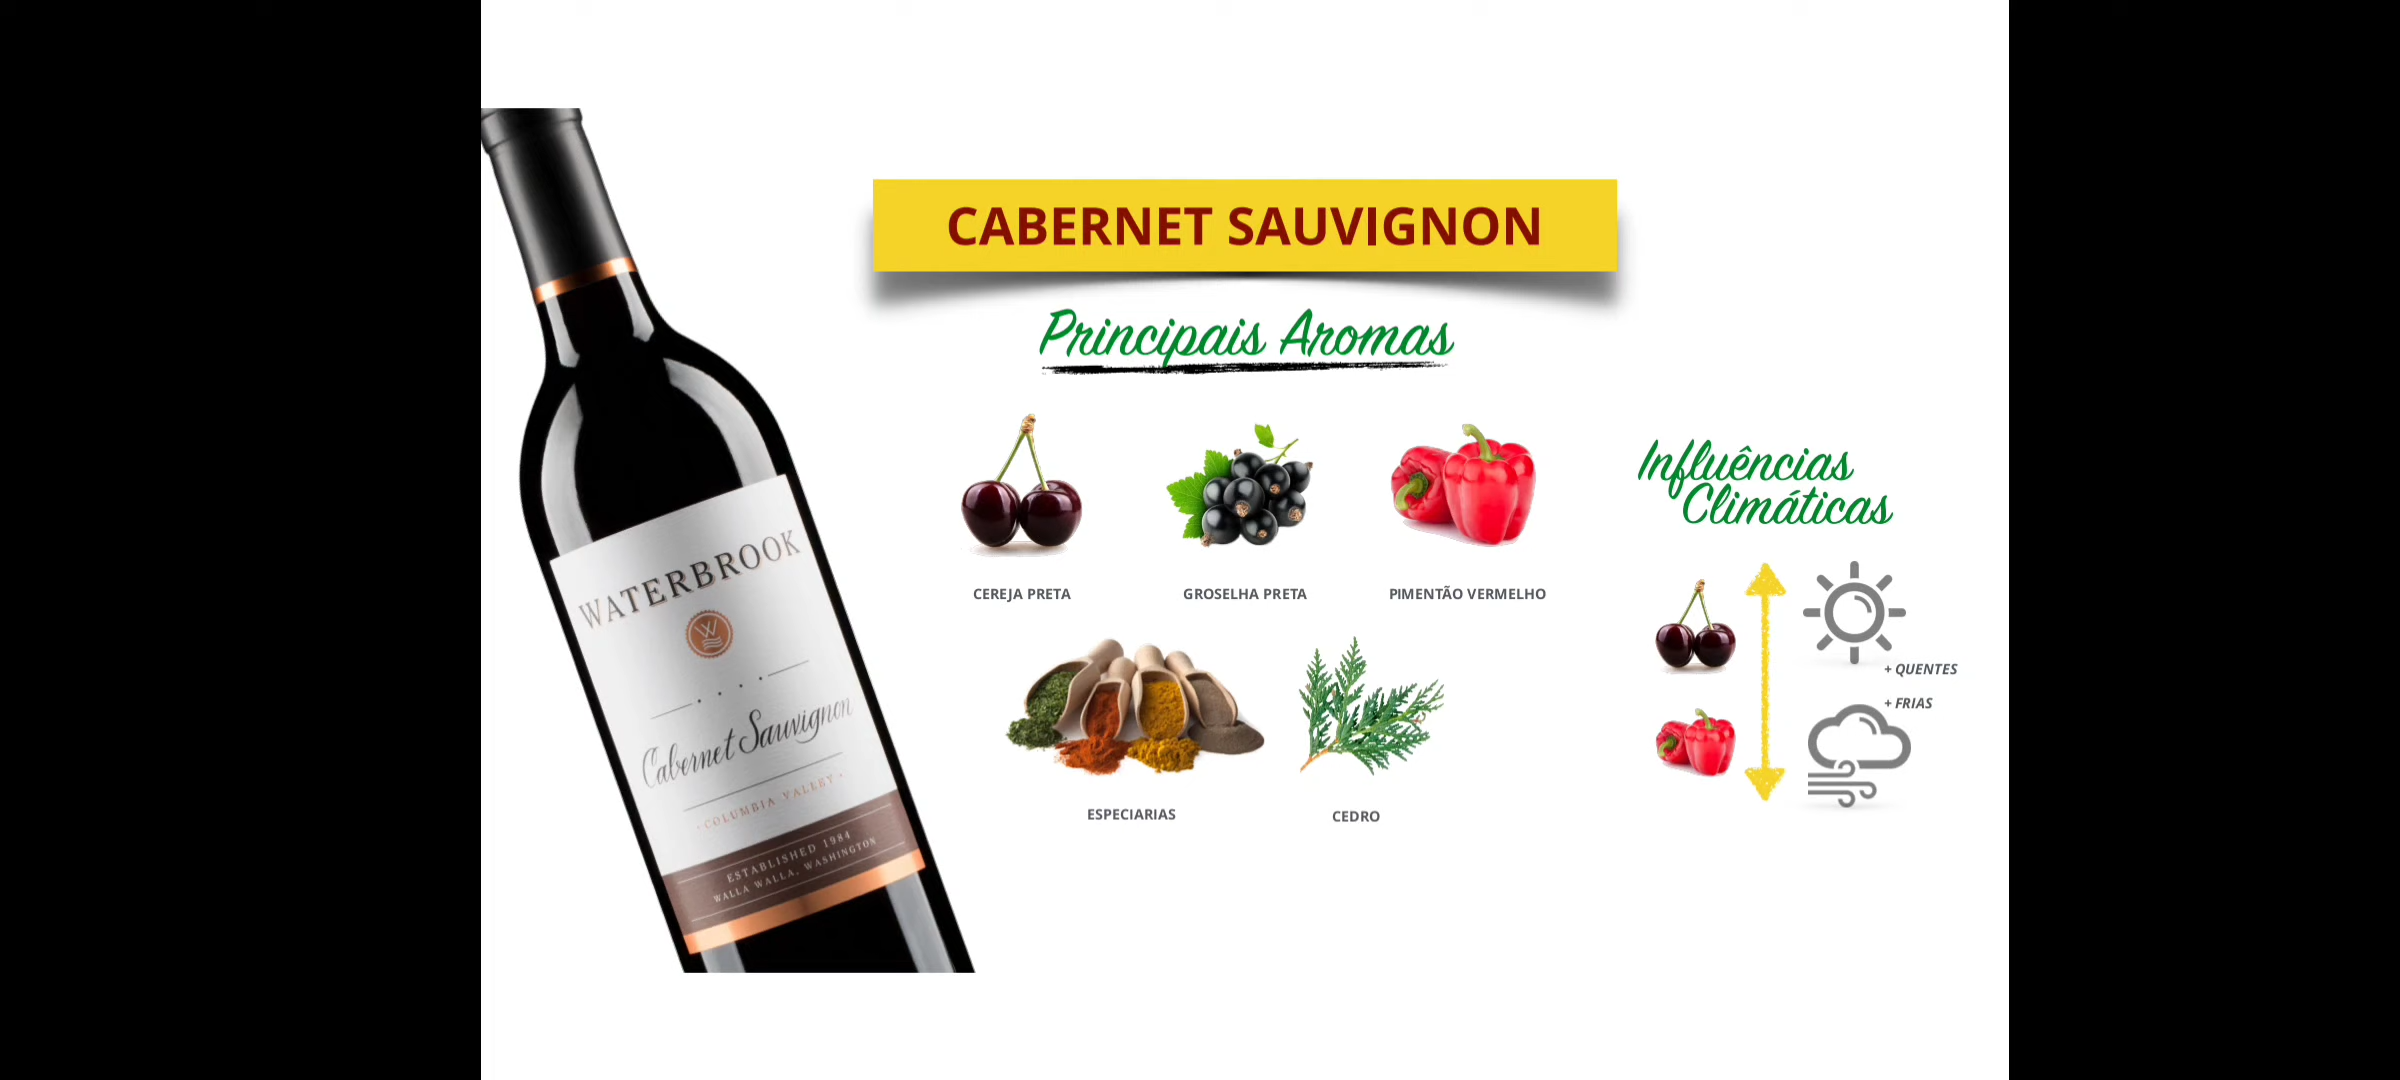 CABERNET SAUVIGNON
Principais Aromas
CEREJA PRETA
GROSELHA PRETA
PIMENTÃO VERMELHO
ESPECIARIAS
CEDRO
Influências
Climáticas
+ QUENTES
+ FRIAS
WATERBROOK
W
Cabernet Sauvignon
• COLUMBIA VALLEY •
ESTABLISHED 1984
WALLA WALLA, WASHINGTON